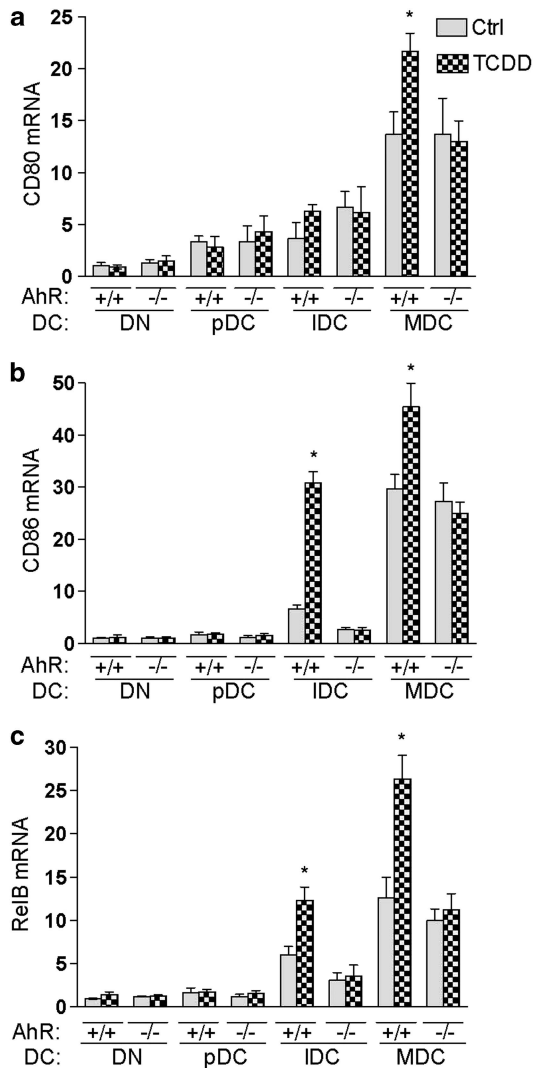 a
CD80 mRNA
25
20
15
10
5
0
*
Ctrl
TCDD
AhR: +/+ -/- +/+ -/- +/+ -/- +/+ -/-
DC: DN pDC IDC MDC
b
CD86 mRNA
50
40
30
20
10
0
* *
AhR: +/+ -/- +/+ -/- +/+ -/- +/+ -/-
DC: DN pDC IDC MDC
c
RelB mRNA
30
25
20
15
10
5
0
* *
AhR: +/+ -/- +/+ -/- +/+ -/- +/+ -/-
DC: DN pDC IDC MDC